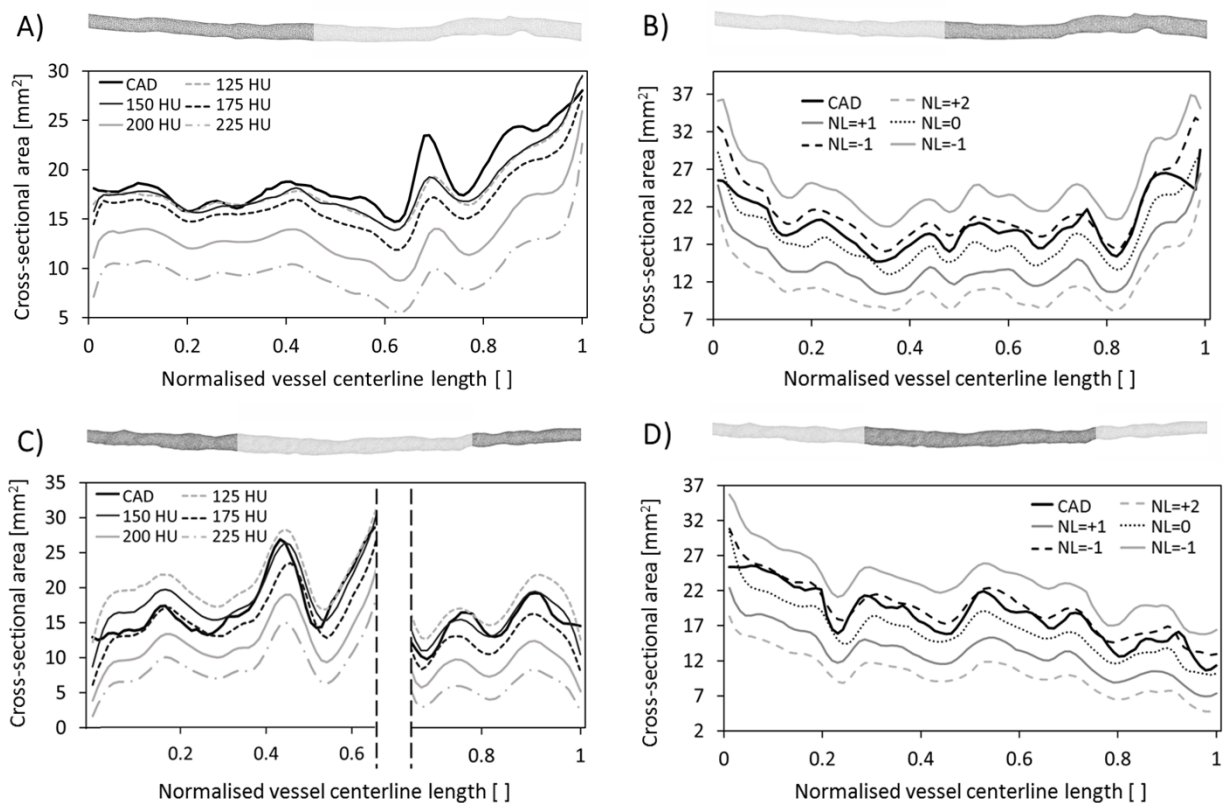 A)
Cross-sectional area [mm²]
30
25
20
15
10
5
CAD 125 HU
150 HU 175 HU
200 HU 225 HU
0 0.2 0.4 0.6 0.8 1
Normalised vessel centerline length [ ]
B)
Cross-sectional area [mm²]
37
32
27
22
17
12
7
CAD NL=+2
NL=+1 NL=0
NL=-1 NL=-1
0 0.2 0.4 0.6 0.8 1
Normalised vessel centerline length [ ]
C)
Cross-sectional area [mm²]
35
30
25
20
15
10
5
0
CAD 125 HU
150 HU 175 HU
200 HU 225 HU
0.2 0.4 0.6 0.8 1
Normalised vessel centerline length [ ]
D)
Cross-sectional area [mm²]
37
32
27
22
17
12
7
2
CAD NL=+2
NL=+1 NL=0
NL=-1 NL=-1
0 0.2 0.4 0.6 0.8 1
Normalised vessel centerline length [ ]